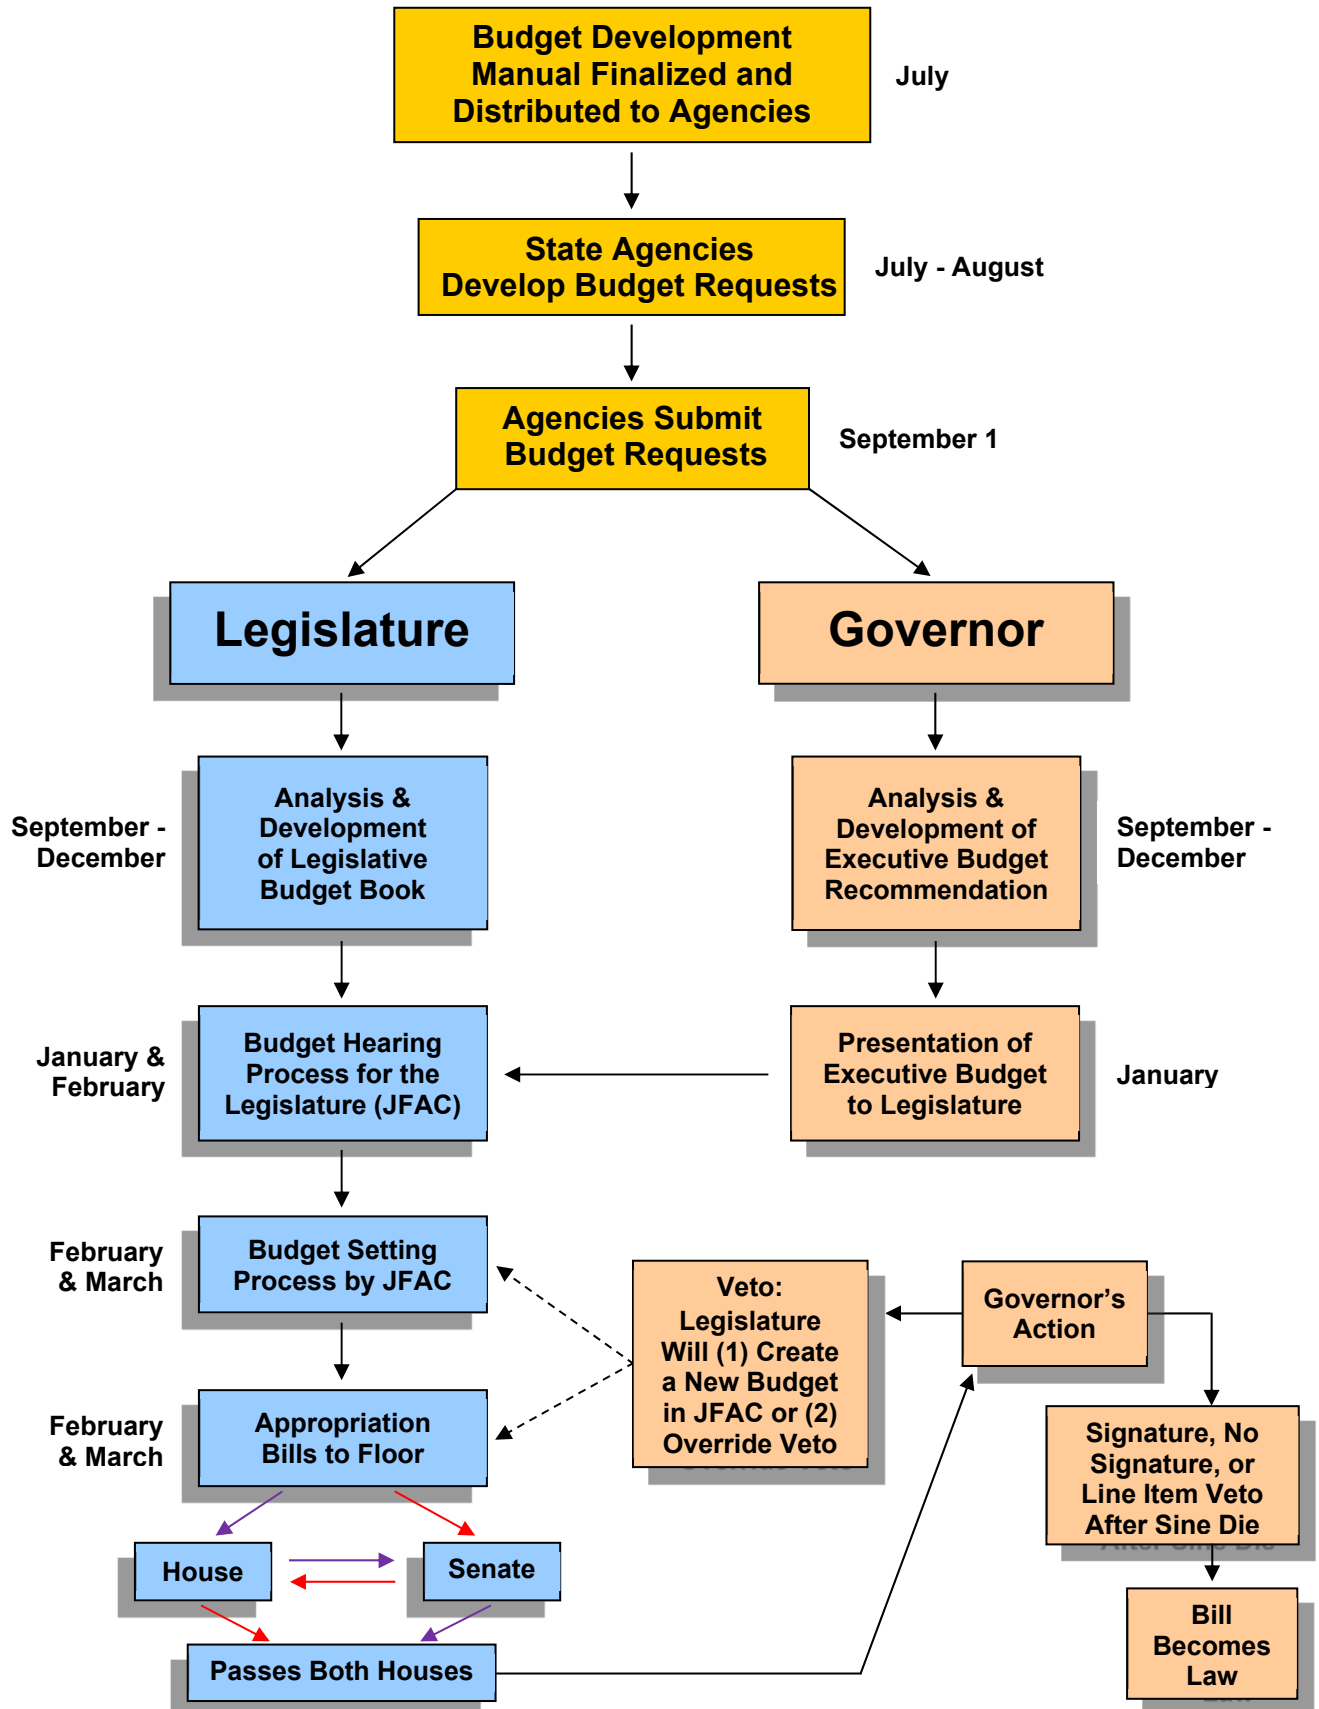 Budget Development
Manual Finalized and
Distributed to Agencies
July
State Agencies
Develop Budget Requests
July - August
Agencies Submit
Budget Requests
September 1
Legislature
Governor
September -
December
Analysis &
Development
of Legislative
Budget Book
Analysis &
Development of
Executive Budget
Recommendation
September -
December
January &
February
Budget Hearing
Process for the
Legislature (JFAC)
Presentation of
Executive Budget
to Legislature
January
February
& March
Budget Setting
Process by JFAC
Veto:
Legislature
Will (1) Create
a New Budget
in JFAC or (2)
Override Veto
Governor's
Action
February
& March
Appropriation
Bills to Floor
Signature, No
Signature, or
Line Item Veto
After Sine Die
House
Senate
Passes Both Houses
Bill
Becomes
Law